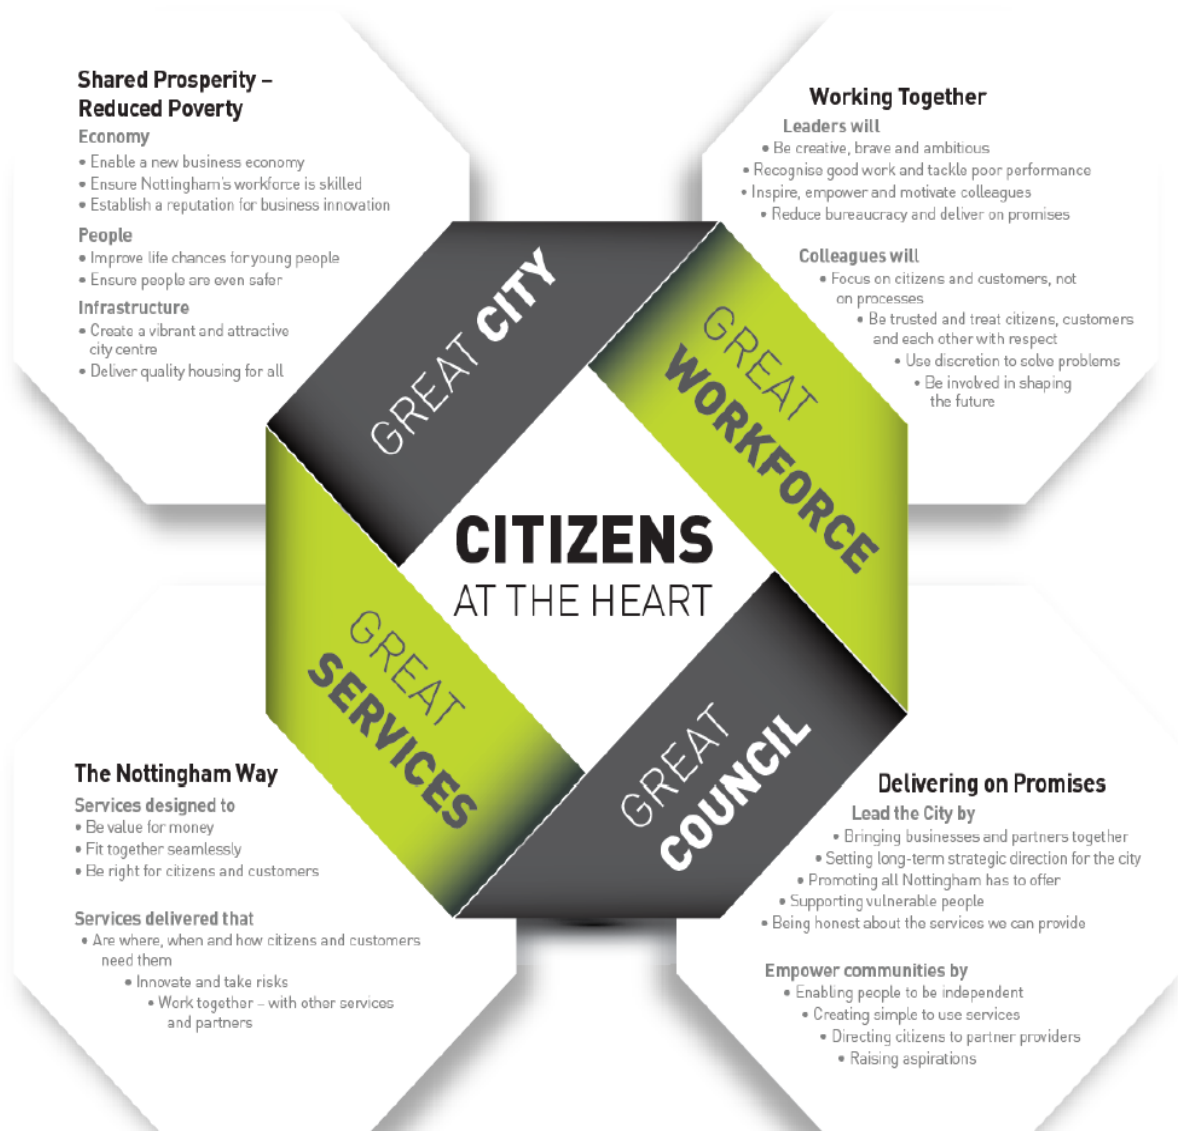 Shared Prosperity –
Reduced Poverty
Economy
• Enable a new business economy
• Ensure Nottingham's workforce is skilled
• Establish a reputation for business innovation
People
• Improve life chances for young people
• Ensure people are even safer
Infrastructure
• Create a vibrant and attractive
city centre
• Deliver quality housing for all
Working Together
Leaders will
• Be creative, brave and ambitious
• Recognise good work and tackle poor performance
• Inspire, empower and motivate colleagues
• Reduce bureaucracy and deliver on promises
Colleagues will
• Focus on citizens and customers, not
on processes
• Be trusted and treat citizens, customers
and each other with respect
• Use discretion to solve problems
• Be involved in shaping
the future
GREAT CITY
GREAT
WORKFORCE
CITIZENS
AT THE HEART
GREAT
SERVICES
GREAT
COUNCIL
The Nottingham Way
Services designed to
• Be value for money
• Fit together seamlessly
• Be right for citizens and customers
Services delivered that
• Are where, when and how citizens and customers
need them
• Innovate and take risks
• Work together – with other services
and partners
Delivering on Promises
Lead the City by
• Bringing businesses and partners together
• Setting long-term strategic direction for the city
• Promoting all Nottingham has to offer
• Supporting vulnerable people
• Being honest about the services we can provide
Empower communities by
• Enabling people to be independent
• Creating simple to use services
• Directing citizens to partner providers
• Raising aspirations